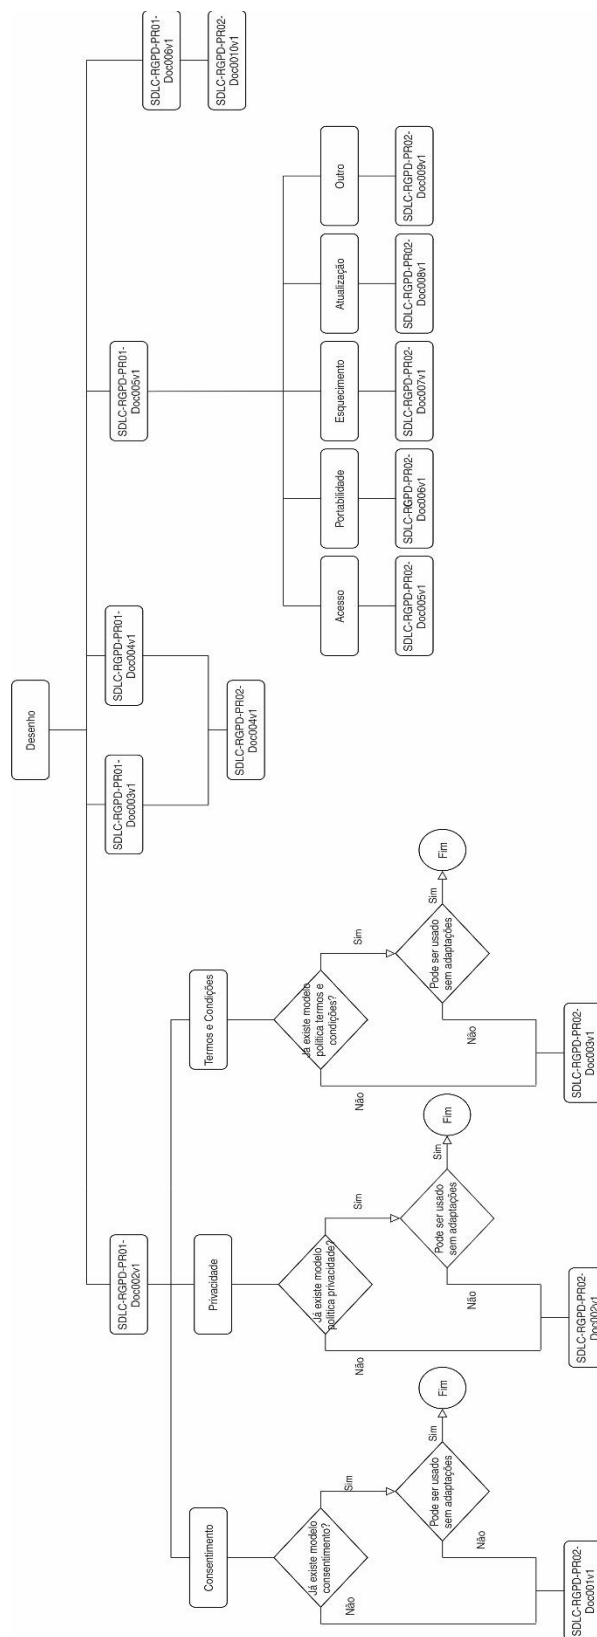 Desenho
SDLC-RGPD-PR01-
Doc002v1
Consentimento
Já existe modelo
consentimento?
Não
Sim
Pode ser usado
sem adaptações
Sim
Fim
Não
SDLC-RGPD-PR02-
Doc001v1
Privacidade
Já existe modelo
política privacidade?
Não
Sim
Pode ser usado
sem adaptações
Sim
Fim
Não
SDLC-RGPD-PR02-
Doc002v1
Termos e Condições
Já existe modelo
política termos e
condições?
Não
Sim
Pode ser usado
sem adaptações
Sim
Fim
Não
SDLC-RGPD-PR02-
Doc003v1
SDLC-RGPD-PR01-
Doc003v1
SDLC-RGPD-PR01-
Doc004v1
SDLC-RGPD-PR02-
Doc004v1
SDLC-RGPD-PR01-
Doc005v1
Acesso
SDLC-RGPD-PR02-
Doc005v1
Portabilidade
SDLC-RGPD-PR02-
Doc006v1
Esquecimento
SDLC-RGPD-PR02-
Doc007v1
Atualização
SDLC-RGPD-PR02-
Doc008v1
Outro
SDLC-RGPD-PR02-
Doc009v1
SDLC-RGPD-PR01-
Doc006v1
SDLC-RGPD-PR02-
Doc0010v1